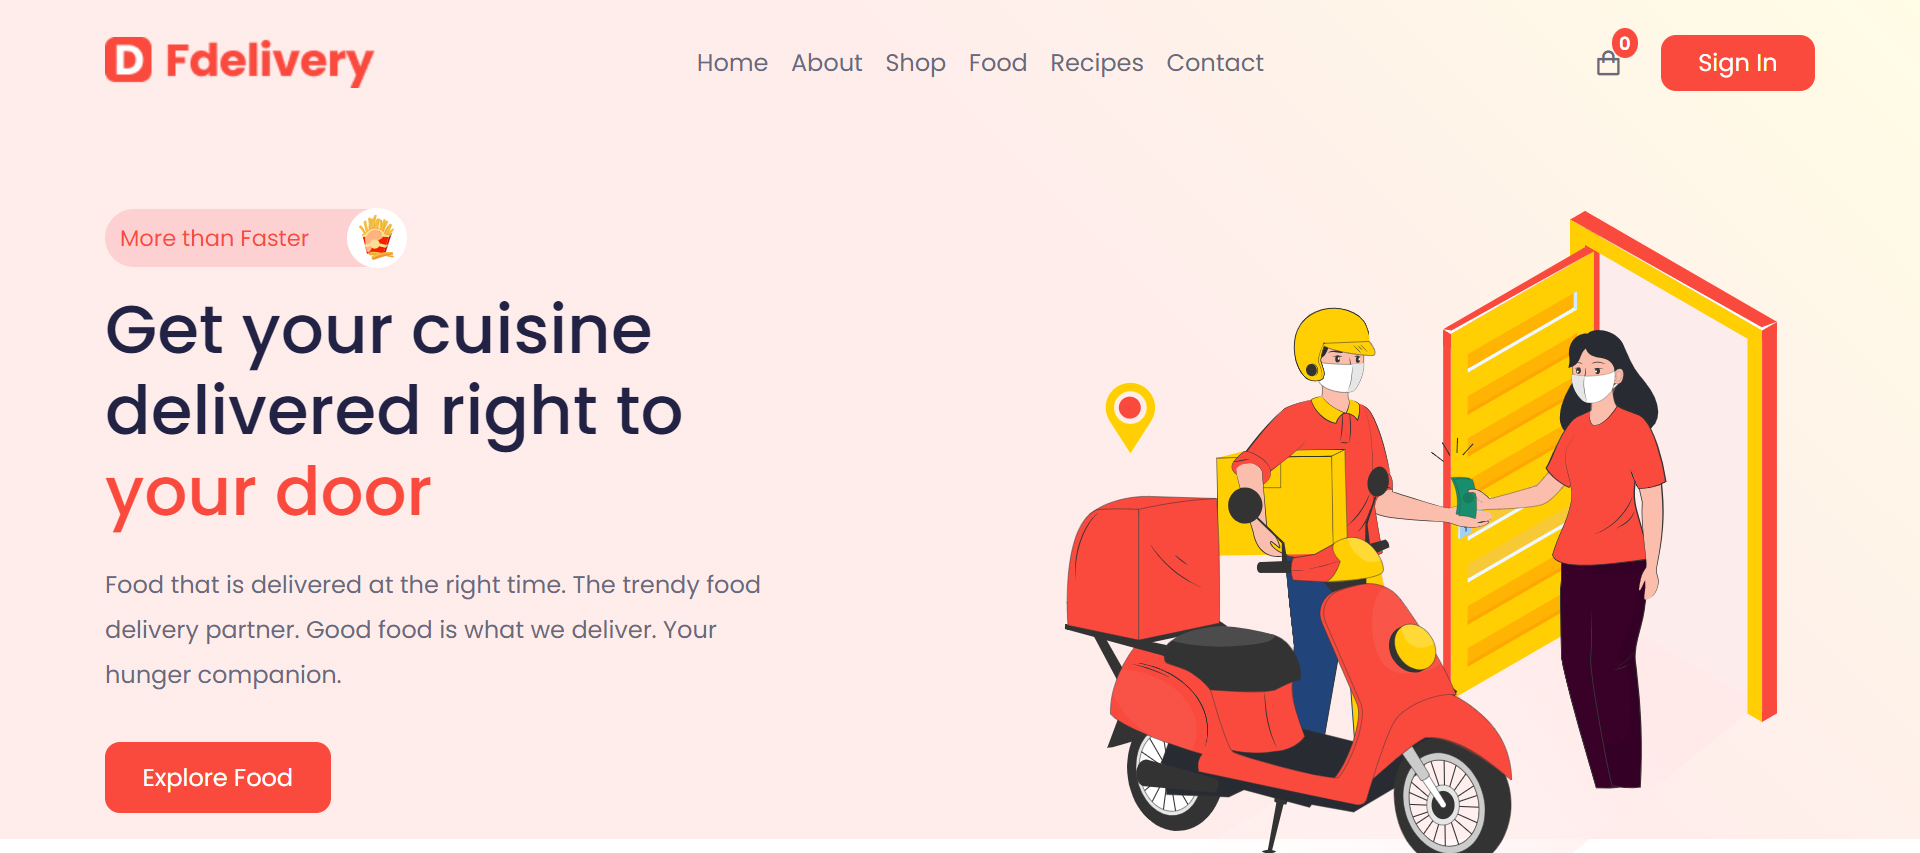 D Fdelivery
Home About Shop Food Recipes Contact
0
Sign In
More than Faster
Get your cuisine
delivered right to
your door
Food that is delivered at the right time. The trendy food
delivery partner. Good food is what we deliver. Your
hunger companion.
Explore Food